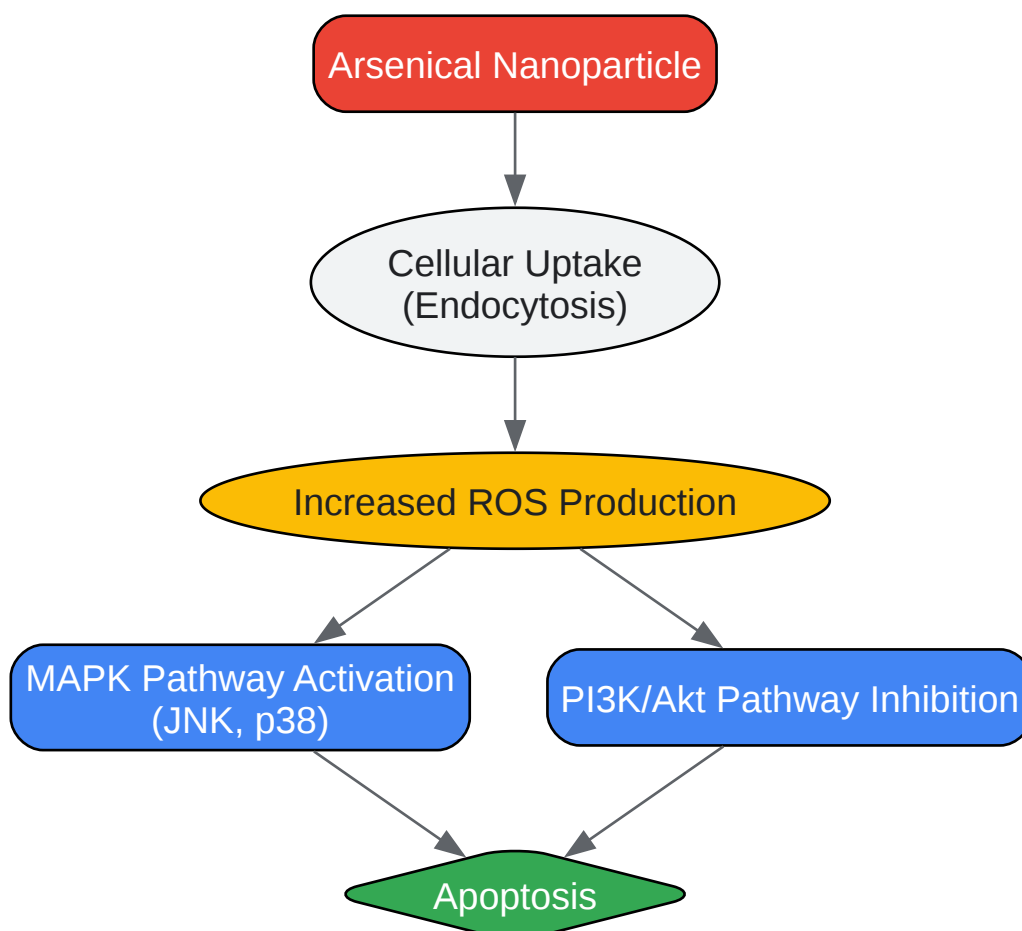 Arsenical Nanoparticle
Cellular Uptake
(Endocytosis)
Increased ROS Production
MAPK Pathway Activation
(JNK, p38)
PI3K/Akt Pathway Inhibition
Apoptosis